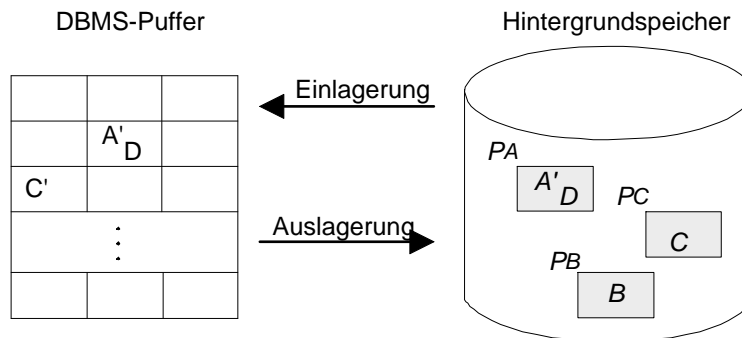 DBMS-Puffer
Hintergrundspeicher
Einlagerung
A'
D
C'
Auslagerung
PA
A'
D
PC
C
PB
B